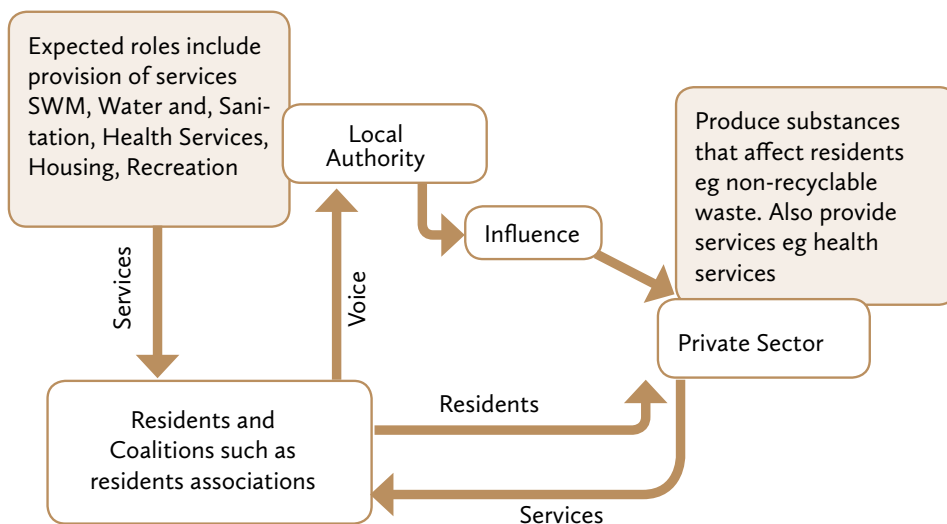 Expected roles include
provision of services
SWM, Water and, Sani-
tation, Health Services,
Housing, Recreation
Local
Authority
Produce substances
that affect residents
eg non-recyclable
waste. Also provide
services eg health
services
Influence
Services
Voice
Private Sector
Residents and
Coalitions such as
residents associations
Residents
Services